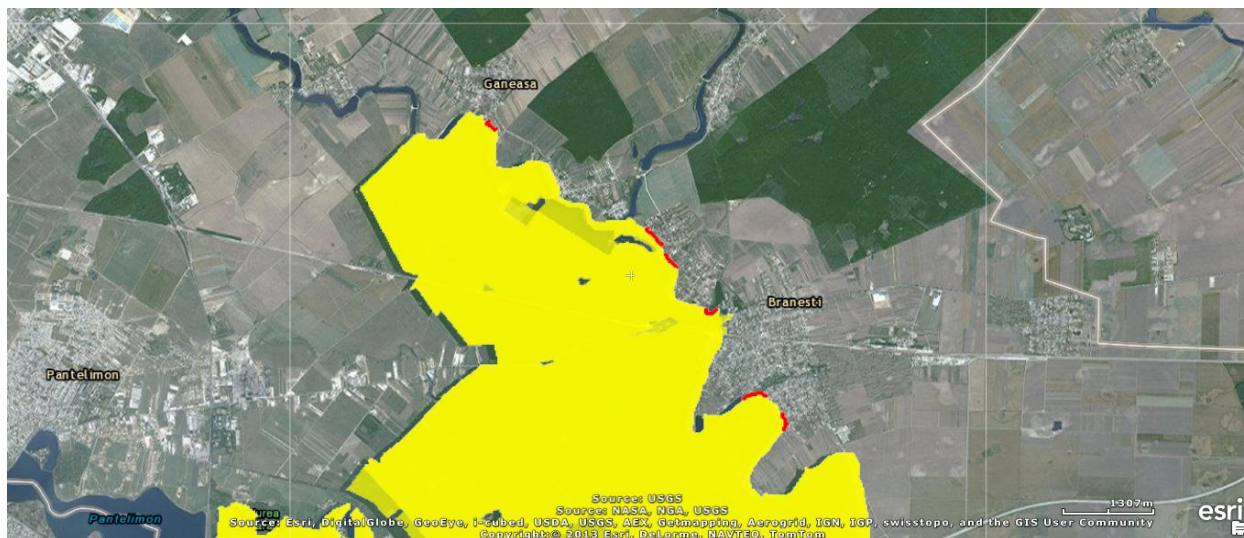 Ganeasa
Branesti
Pantelimon
Pantelimon
urea
1307m
esri
Source: USGS
Source: NASA, NGA, USGS
Source: Esri, DigitalGlobe, GeoEye, i-cubed, USDA, USGS, AEX, Getmapping, Aerogrid, IGN, IGP, swisstopo, and the GIS User Community
Copyright:© 2013 Esri, DeLorme, NAVTEQ, TomTom